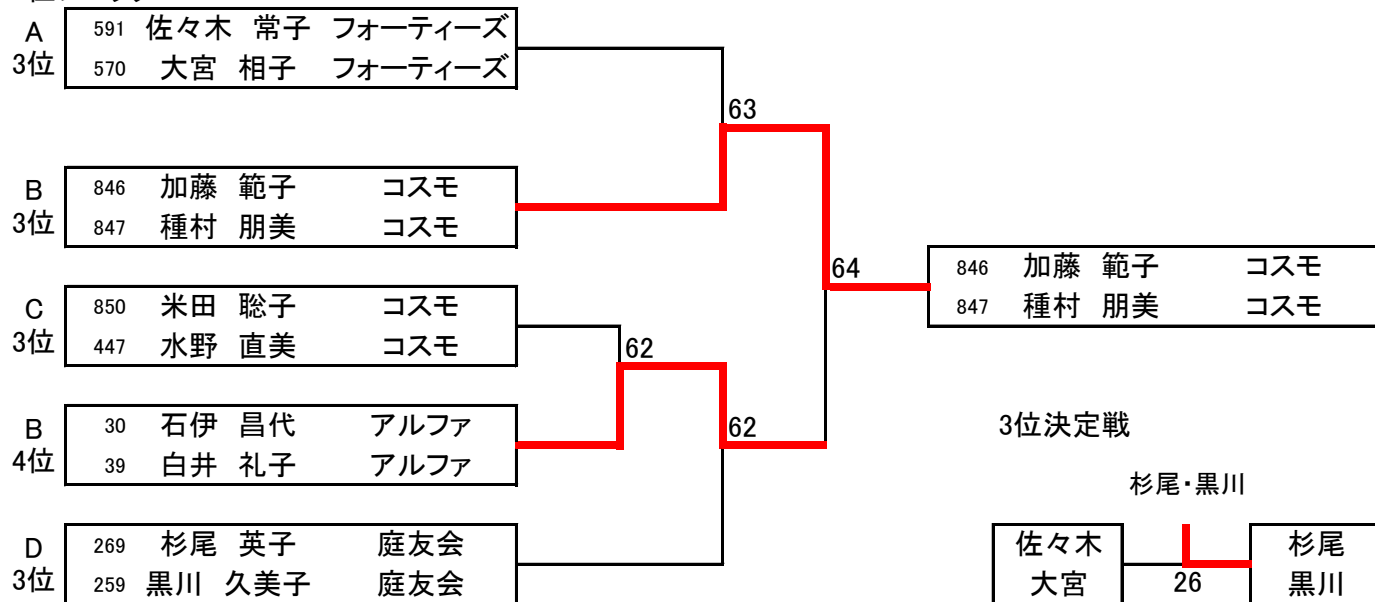 A
3位
591 佐々木 常子 フォーティーズ
570 大宮 相子 フォーティーズ
63
B
3位
846 加藤 範子 コスモ
847 種村 朋美 コスモ
64
846 加藤 範子 コスモ
847 種村 朋美 コスモ
C
3位
850 米田 聡子 コスモ
447 水野 直美 コスモ
62
B
4位
30 石伊 昌代 アルファ
39 白井 礼子 アルファ
62
3位決定戦
杉尾・黒川
D
3位
269 杉尾 英子 庭友会
259 黒川 久美子 庭友会
佐々木
大宮
26
杉尾
黒川